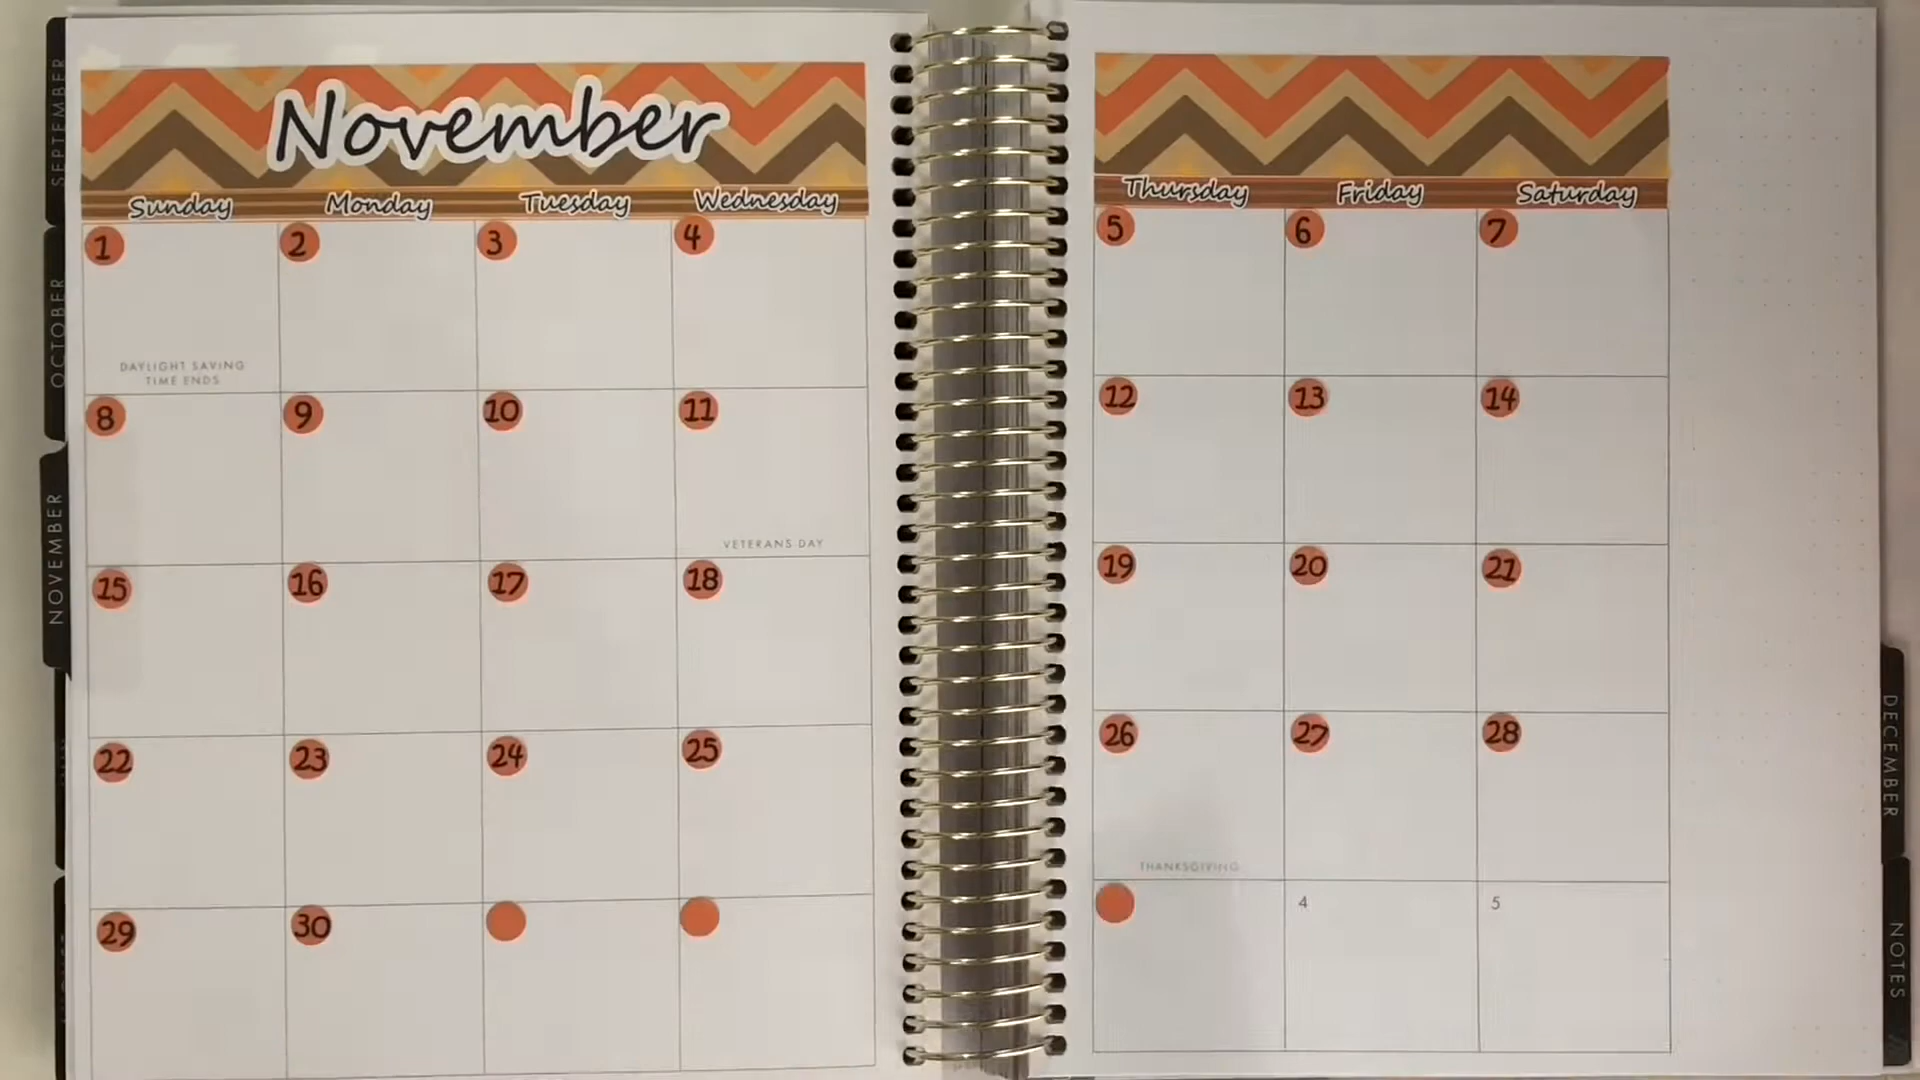 November
Sunday Monday Tuesday Wednesday Thursday Friday Saturday
1 2 3 4 5 6 7
DAYLIGHT SAVING
TIME ENDS
8 9 10 11 12 13 14
VETERANS DAY
15 16 17 18 19 20 21
22 23 24 25 26 27 28
THANKSGIVING
29 30 4 5
SEPTEMBER
OCTOBER
NOVEMBER
DECEMBER
NOTES